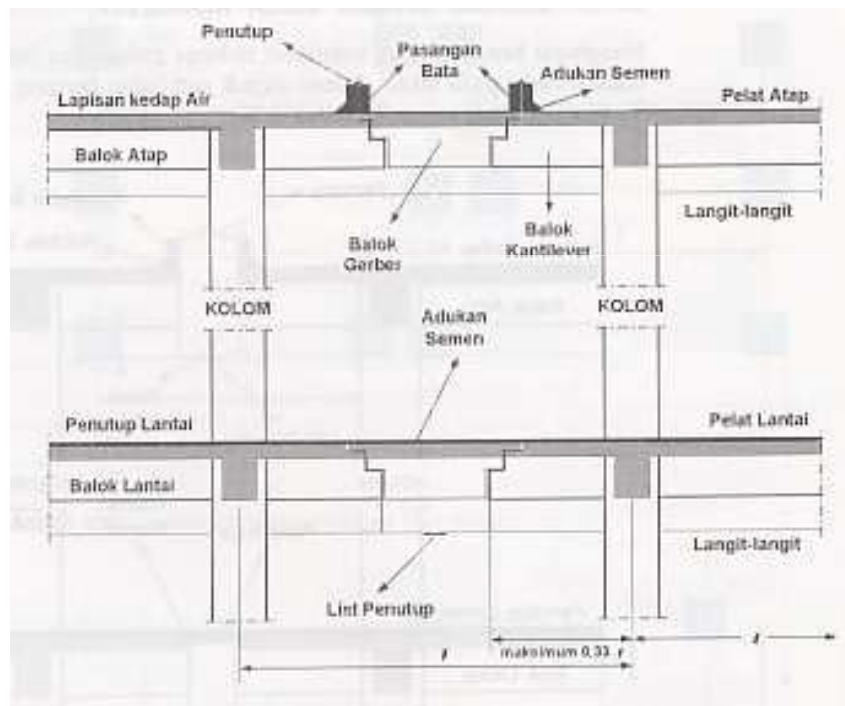 Penutup
Pasangan
Bata
Adukan Semen
Lapisan kedap Air
Pelat Atap
Balok Atap
Langit-langit
Balok
Gerber
Balok
Kantilever
KOLOM
KOLOM
Adukan
Semen
Penutup Lantai
Pelat Lantai
Balok Lantai
Langit-langit
List Penutup
l
maksimum 0,33 l
l